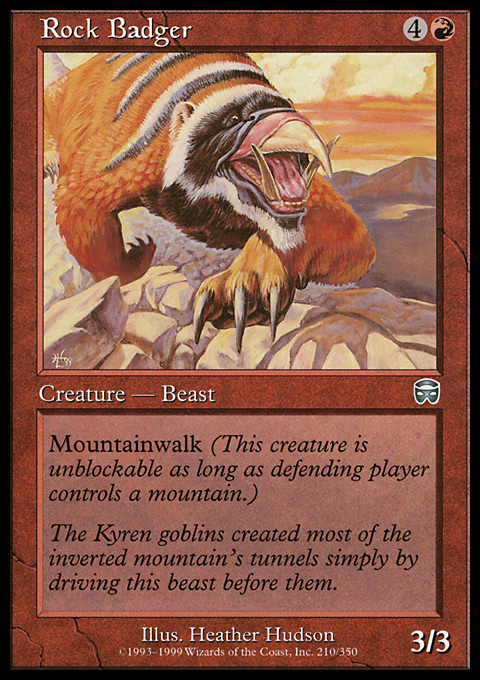 Rock Badger 4
Creature — Beast
Mountainwalk (This creature is
unblockable as long as defending player
controls a mountain.)
The Kyren goblins created most of the
inverted mountain's tunnels simply by
driving this beast before them.
Illus. Heather Hudson
3/3
©1993–1999 Wizards of the Coast, Inc. 210/350